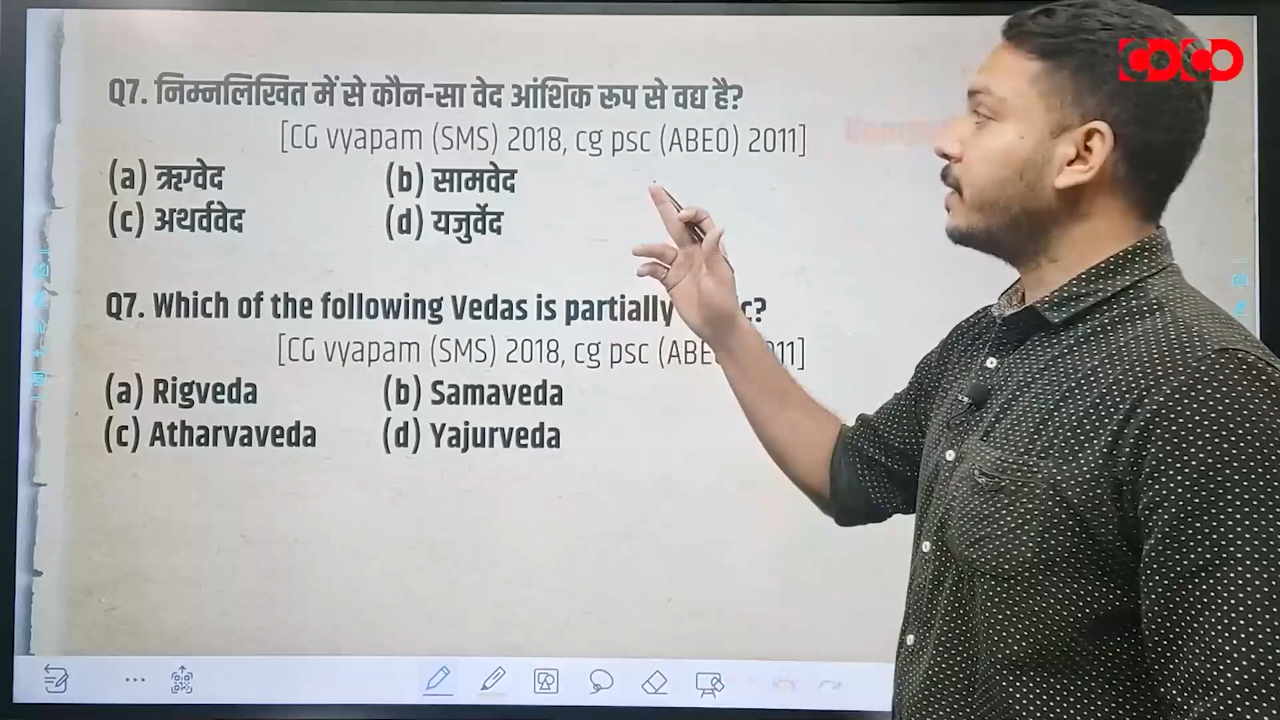 Q7. निम्नलिखित में से कौन-सा वेद आंशिक रूप से वद्य है?
[CG vyapam (SMS) 2018, cg psc (ABEO) 2011]
(a) ऋग्वेद (b) सामवेद
(c) अथर्ववेद (d) यजुर्वेद
Q7. Which of the following Vedas is partially
[CG vyapam (SMS) 2018, cg psc
(a) Rigveda (b) Samaveda
(c) Atharvaveda (d) Yajurveda